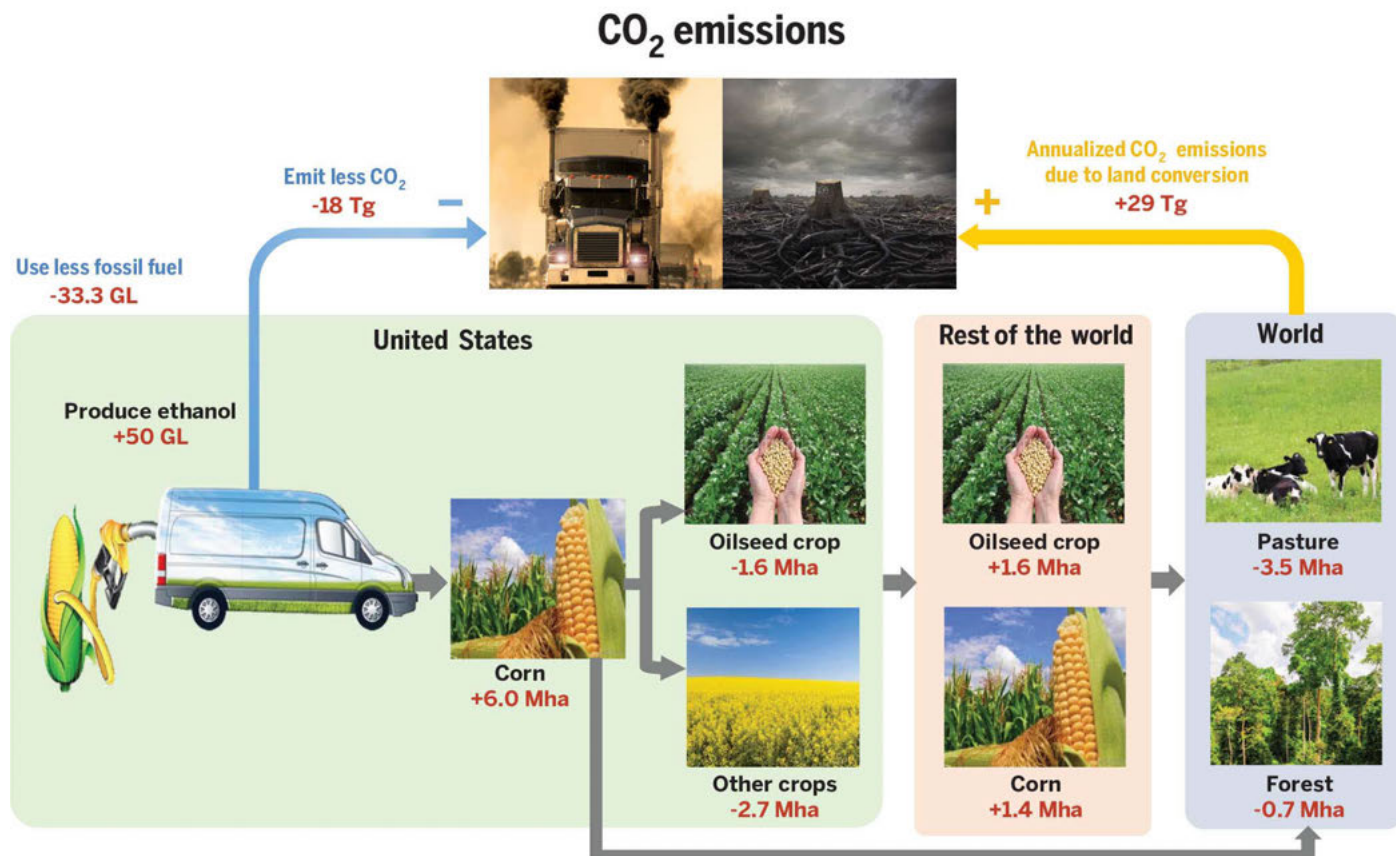 CO₂ emissions
Emit less CO₂
-18 Tg
−
Use less fossil fuel
-33.3 GL
Annualized CO₂ emissions
due to land conversion
+29 Tg
+
United States
Produce ethanol
+50 GL
Corn
+6.0 Mha
Oilseed crop
-1.6 Mha
Other crops
-2.7 Mha
Rest of the world
Oilseed crop
+1.6 Mha
Corn
+1.4 Mha
World
Pasture
-3.5 Mha
Forest
-0.7 Mha